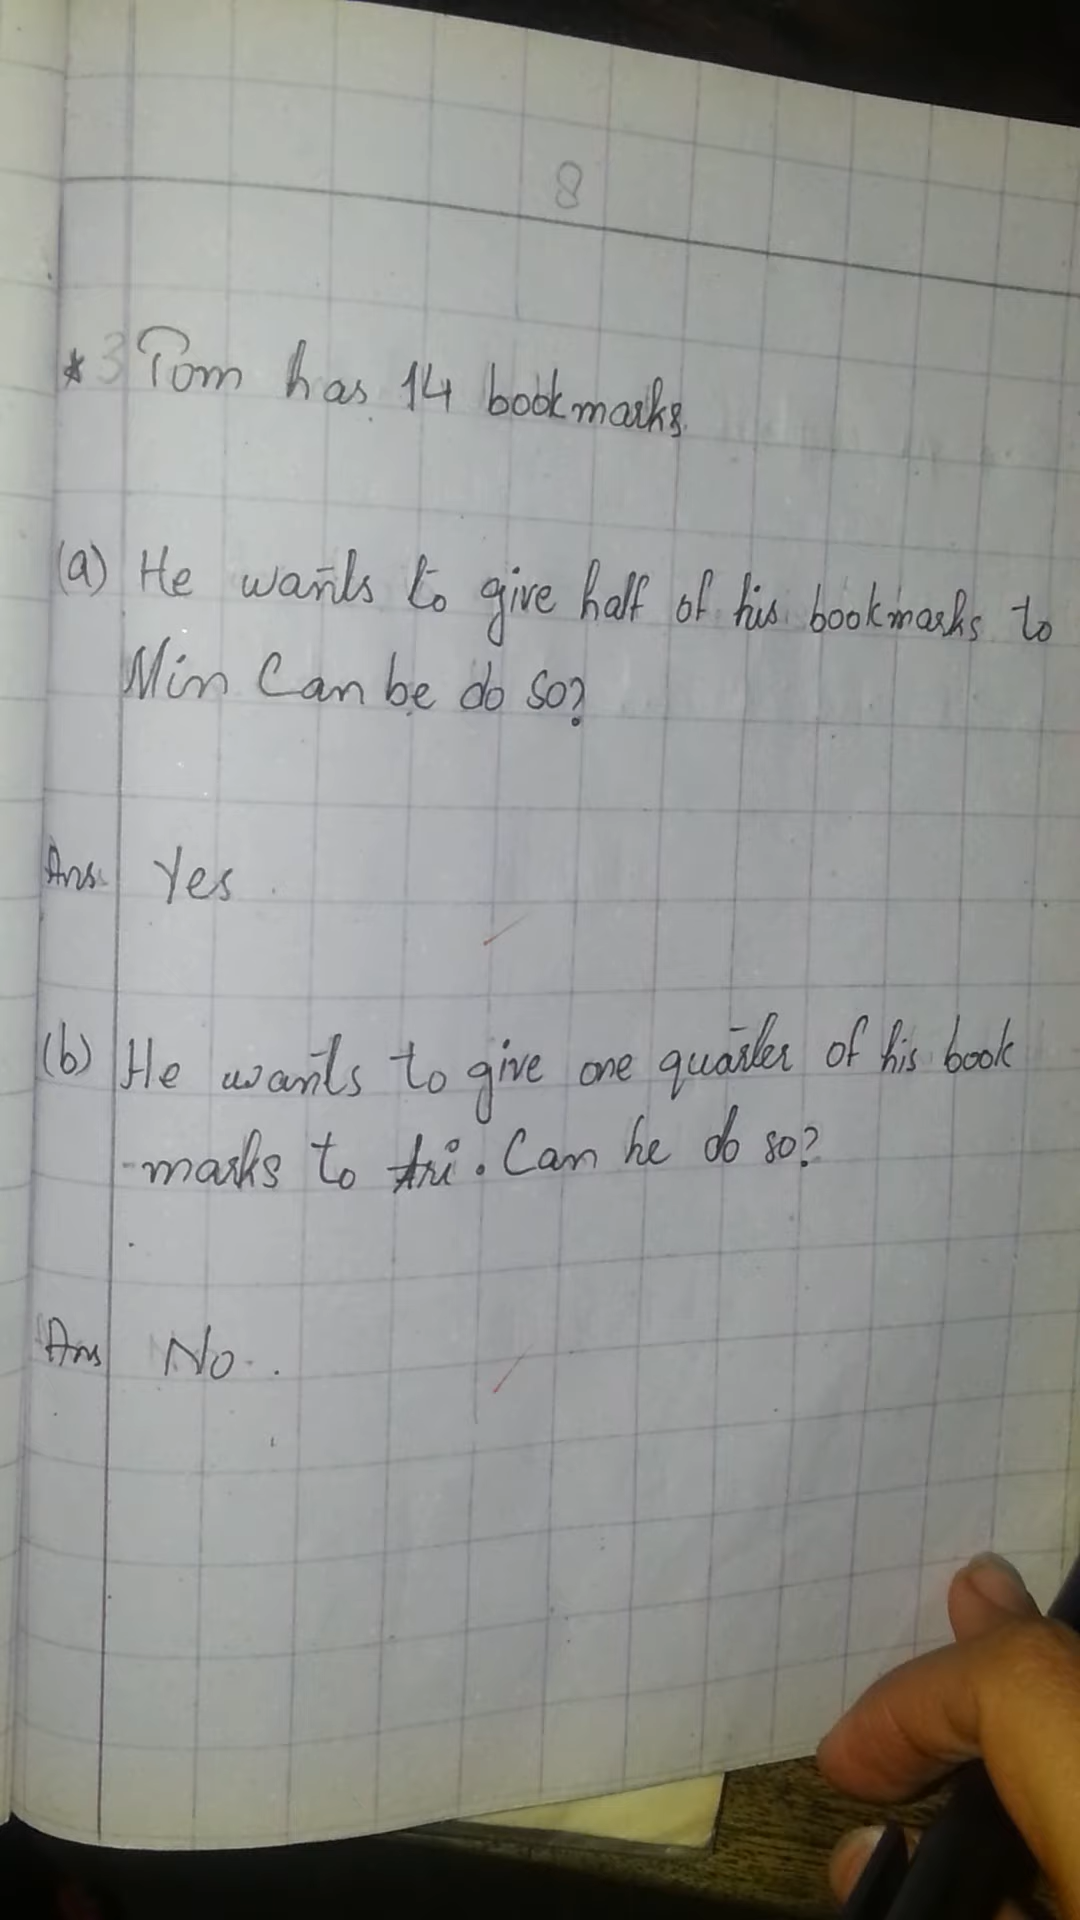 8
* 3 Tom has 14 bookmarks.
(a) He wants to give half of his bookmarks to
Min Can be do so?
Ans Yes.
(b) He wants to give one quarter of his book
-marks to Ari. Can he do so?
Ans No.